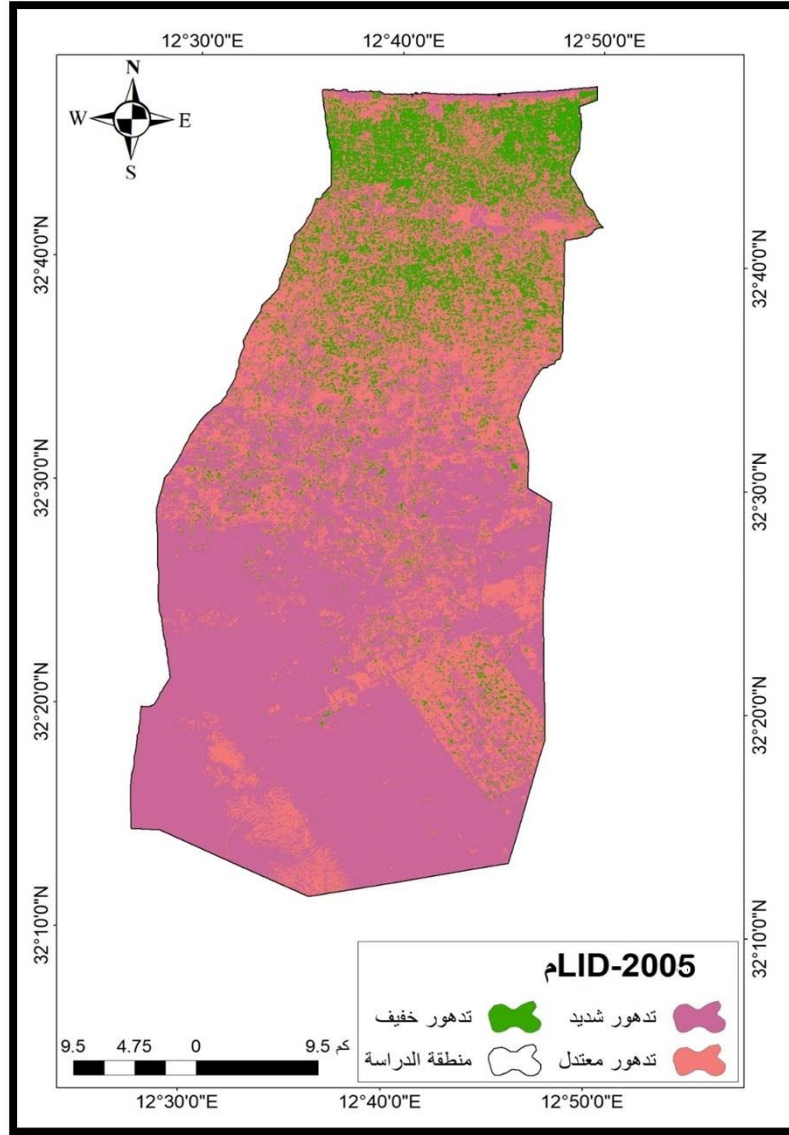 12°30'0"E 12°40'0"E 12°50'0"E
N
W E
S
32°40'0"N 32°40'0"N
32°30'0"N 32°30'0"N
32°20'0"N 32°20'0"N
32°10'0"N 32°10'0"N
LID-2005م
تدهور شديد تدهور خفيف
تدهور معتدل منطقة الدراسة
9.5 4.75 0 9.5 كم
12°30'0"E 12°40'0"E 12°50'0"E